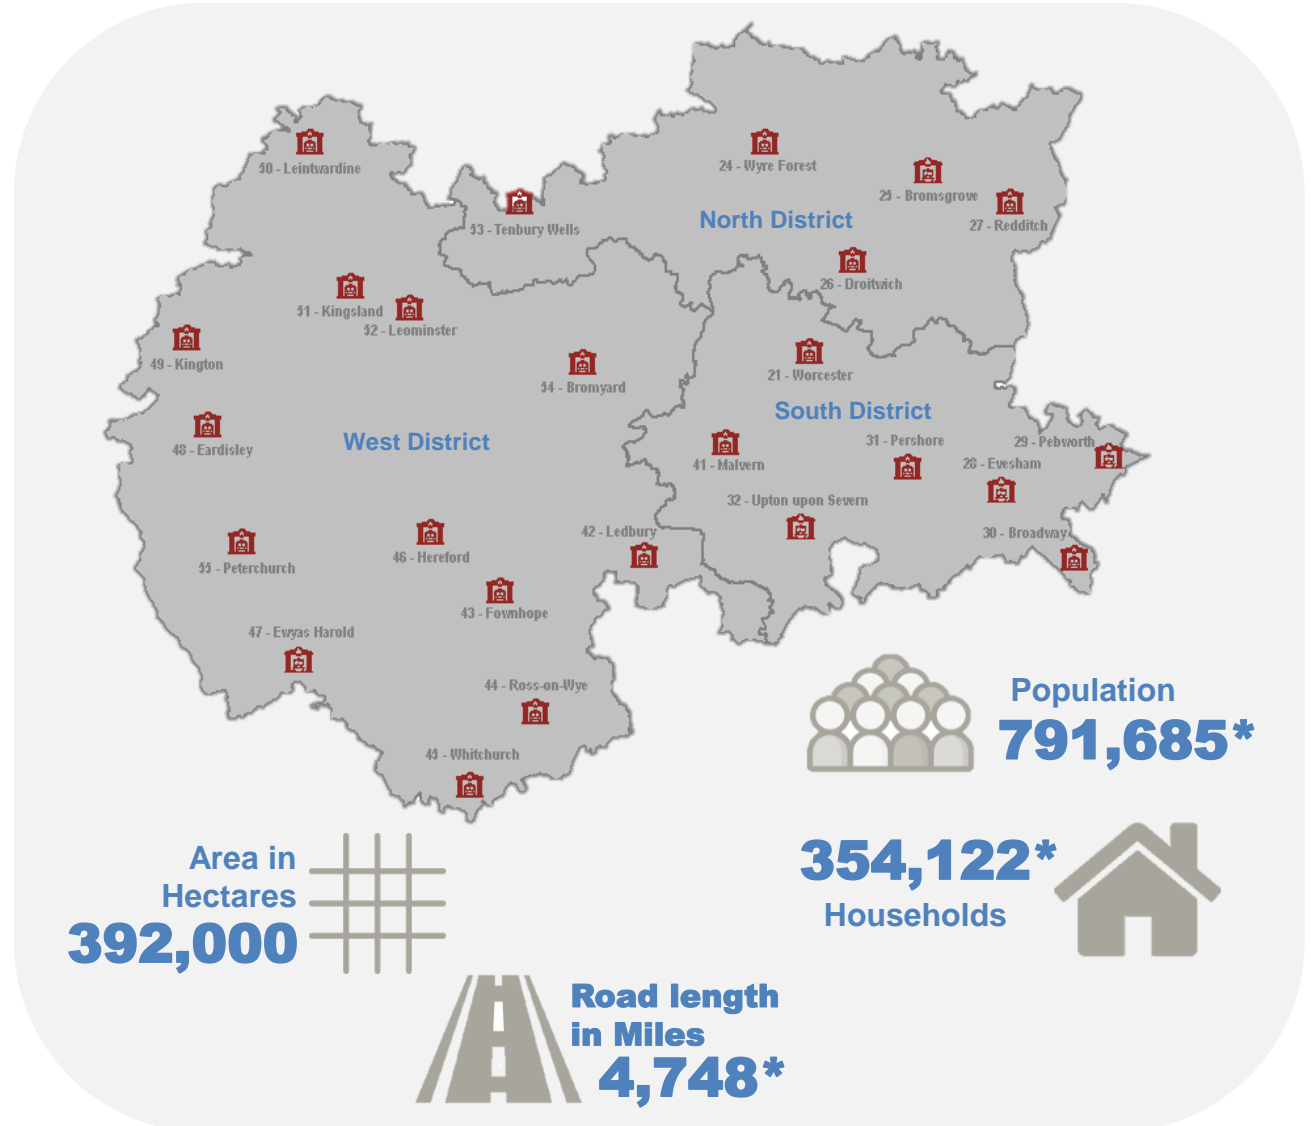 50 - Leintwardine
24 - Wyre Forest
25 - Bromsgrove
27 - Redditch
53 - Tenbury Wells
North District
26 - Droitwich
51 - Kingsland
52 - Leominster
49 - Kington
54 - Bromyard
21 - Worcester
South District
West District
48 - Eardisley
31 - Pershore
29 - Pebworth
41 - Malvern
28 - Evesham
32 - Upton upon Severn
42 - Ledbury
30 - Broadway
46 - Hereford
55 - Peterchurch
43 - Fownhope
47 - Ewyas Harold
44 - Ross-on-Wye
45 - Whitchurch
Population
791,685*
354,122*
Households
Area in
Hectares
392,000
Road length
in Miles
4,748*